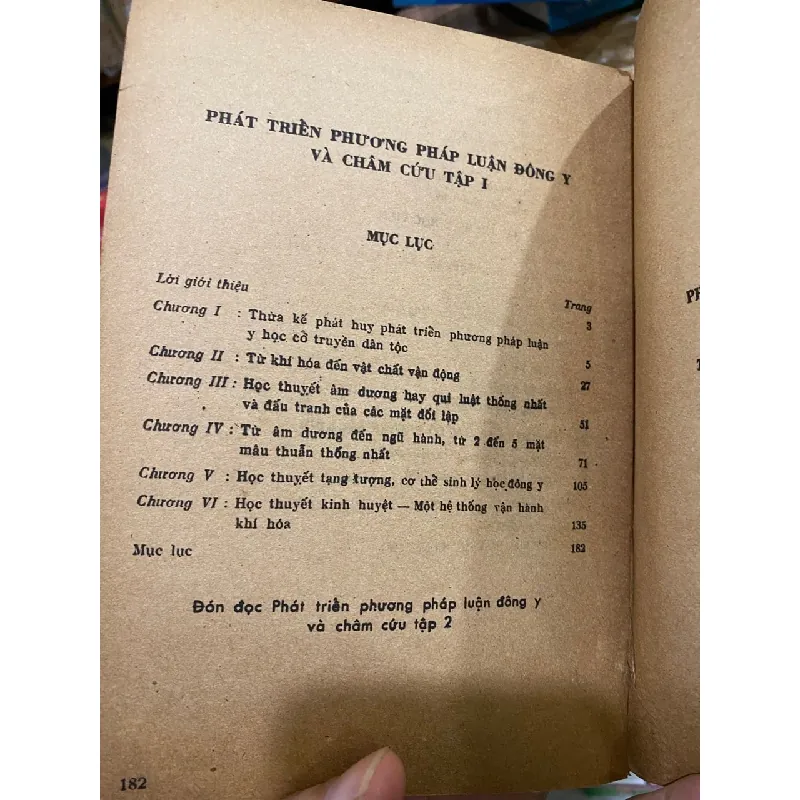 PHÁT TRIỂN PHƯƠNG PHÁP LUẬN ĐÔNG Y
VÀ CHÂM CỨU TẬP I
MỤC LỤC
Trang
Lời giới thiệu 3
Chương I : Thừa kế phát huy phát triển phương pháp luận
y học cổ truyền dân tộc 5
Chương II : Từ khí hóa đến vật chất vận động 27
Chương III : Học thuyết âm dương hay qui luật thống nhất
và đấu tranh của các mặt đối lập 51
Chương IV : Từ âm dương đến ngũ hành, từ 2 đến 5 mặt
mâu thuẫn thống nhất 71
Chương V : Học thuyết tạng tượng, cơ thể sinh lý học đông y 105
Chương VI : Học thuyết kinh huyệt — Một hệ thống vận hành
khí hóa 135
Mục lục 182
Đón đọc Phát triển phương pháp luận đông y
và châm cứu tập 2
182